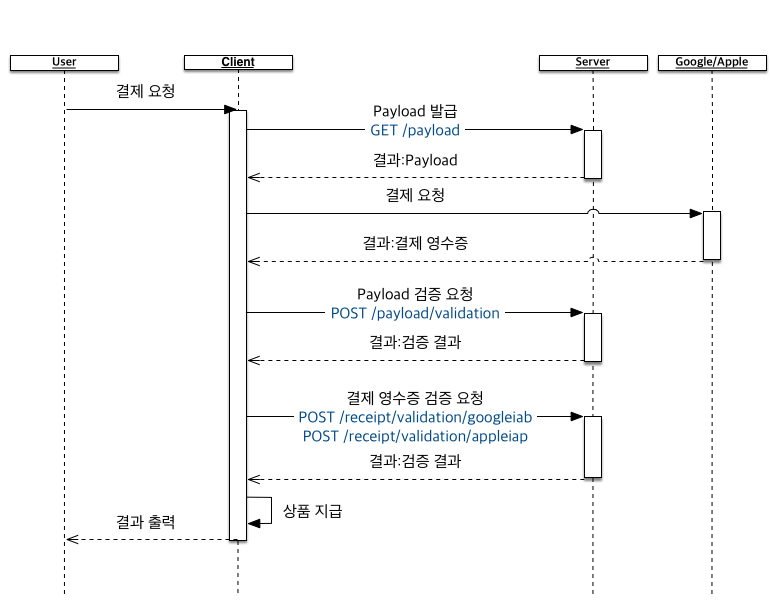 User
Client
Server
Google/Apple
결제 요청
Payload 발급
GET /payload
결과:Payload
결제 요청
결과:결제 영수증
Payload 검증 요청
POST /payload/validation
결과:검증 결과
결제 영수증 검증 요청
POST /receipt/validation/googleiab
POST /receipt/validation/appleiap
결과:검증 결과
상품 지급
결과 출력